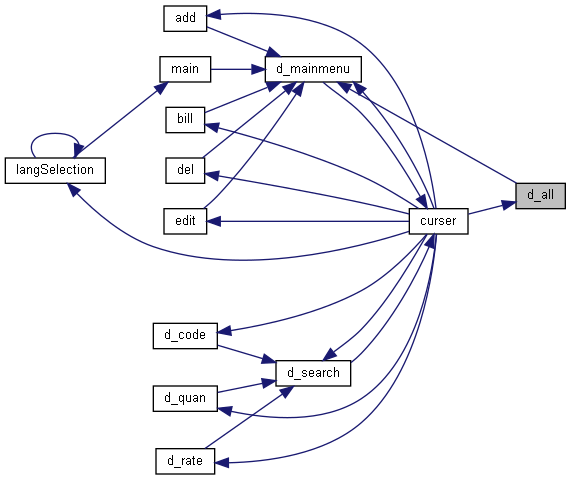 add
main
d_mainmenu
bill
langSelection
del
d_all
edit
curser
d_code
d_search
d_quan
d_rate